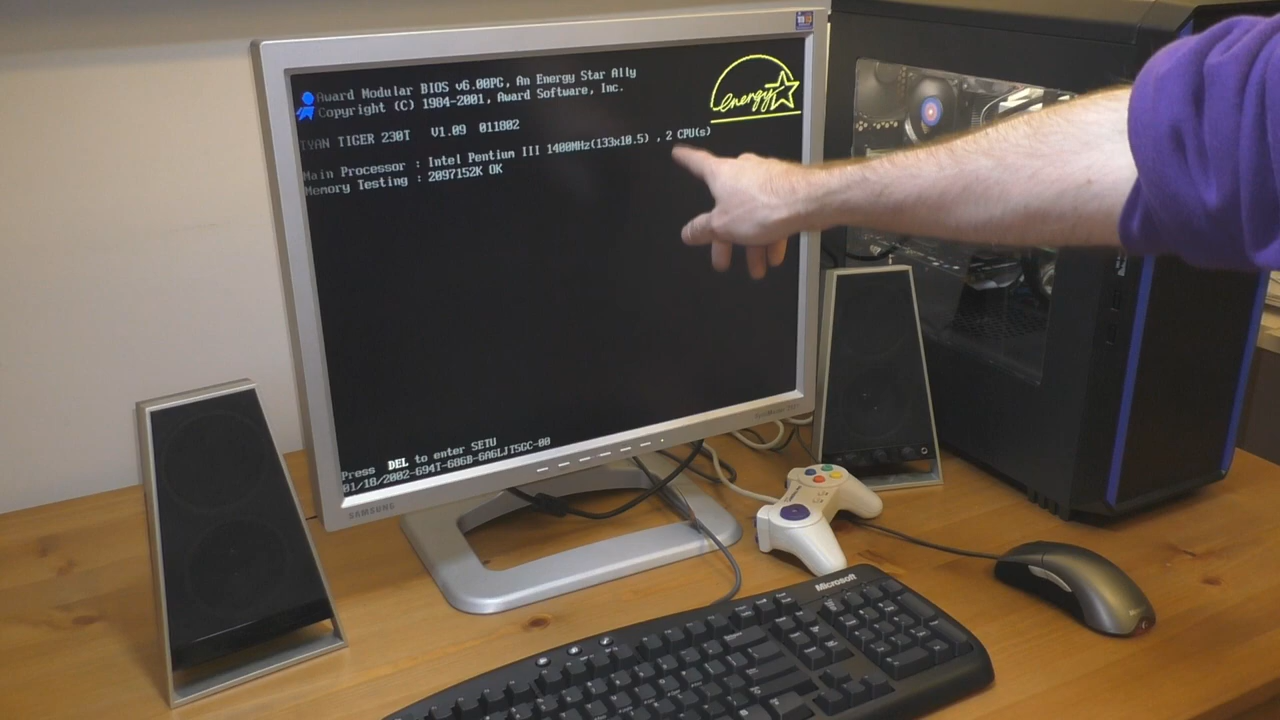 Award Modular BIOS v6.00PG, An Energy Star Ally
Copyright (C) 1984-2001, Award Software, Inc.
energy
TYAN TIGER 230T V1.09 011802
Main Processor : Intel Pentium III 1400MHz(133x10.5) , 2 CPU(s)
Memory Testing : 2097152K OK
Press DEL to enter SETU
01/18/2002-694T-686B-6A6LJT5GC-00
SAMSUNG
Microsoft